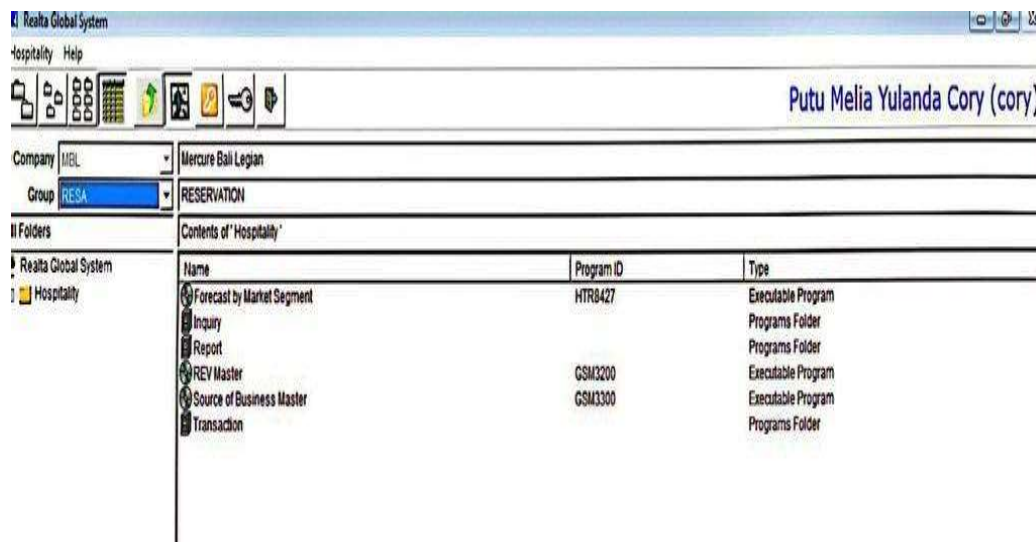 Realta Global System
Hospitality Help
Putu Melia Yulanda Cory (cory)
Company MBL Mercure Bali Legian
Group RESA RESERVATION
ll Folders Contents of 'Hospitality'
Realta Global System
Hospitality
Name Program ID Type
Forecast by Market Segment HTR8427 Executable Program
Inquiry Programs Folder
Report Programs Folder
REV Master GSM3200 Executable Program
Source of Business Master GSM3300 Executable Program
Transaction Programs Folder